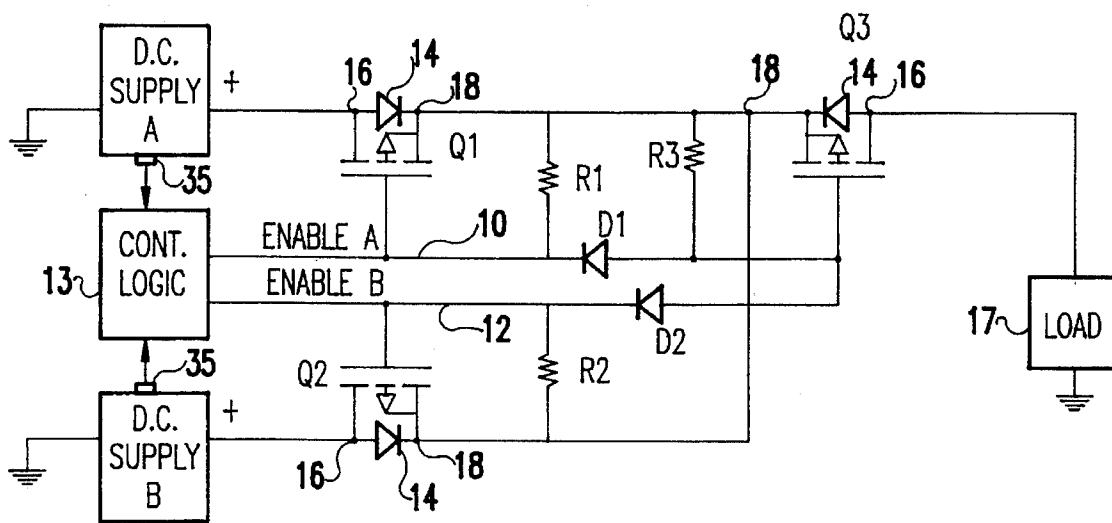 D.C.
SUPPLY
A
+
35
16
14
18
Q1
R1
R3
18
Q3
14
16
CONT.
LOGIC
13
ENABLE A
10
D1
ENABLE B
12
D2
17
LOAD
35
Q2
R2
D.C.
SUPPLY
B
+
16
14
18